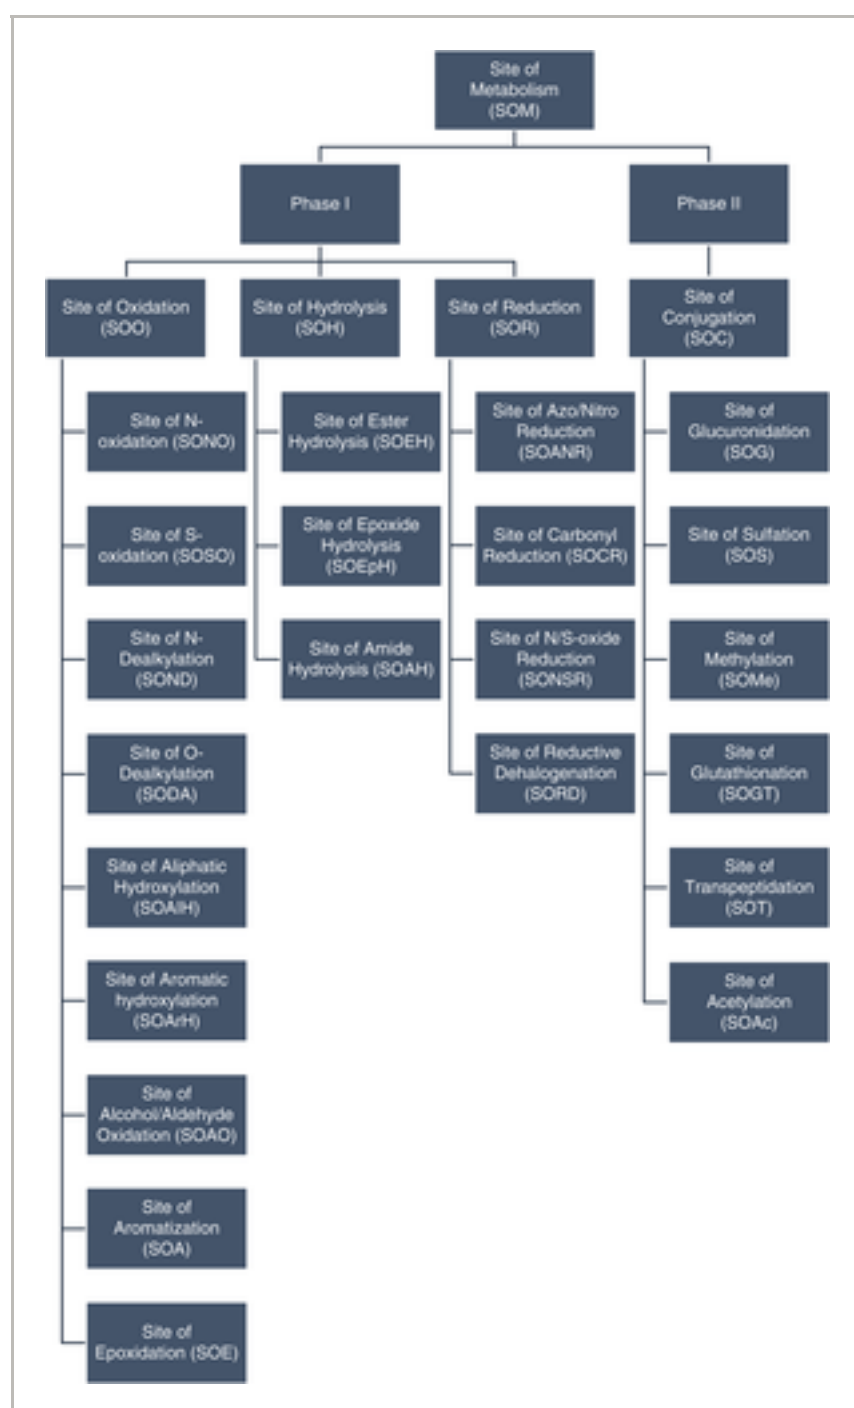 Site of
Metabolism
(SOM)
Phase I
Phase II
Site of Oxidation
(SOO)
Site of Hydrolysis
(SOH)
Site of Reduction
(SOR)
Site of
Conjugation
(SOC)
Site of N-
oxidation (SONO)
Site of S-
oxidation (SOSO)
Site of N-
Dealkylation
(SOND)
Site of O-
Dealkylation
(SODA)
Site of Aliphatic
Hydroxylation
(SOAlH)
Site of Aromatic
hydroxylation
(SOArH)
Site of
Alcohol/Aldehyde
Oxidation (SOAO)
Site of
Aromatization
(SOA)
Site of
Epoxidation (SOE)
Site of Ester
Hydrolysis (SOEH)
Site of Epoxide
Hydrolysis
(SOEpH)
Site of Amide
Hydrolysis (SOAH)
Site of Azo/Nitro
Reduction
(SOANR)
Site of Carbonyl
Reduction (SOCR)
Site of N/S-oxide
Reduction
(SONSR)
Site of Reductive
Dehalogenation
(SORD)
Site of
Glucuronidation
(SOG)
Site of Sulfation
(SOS)
Site of
Methylation
(SOMe)
Site of
Glutathionation
(SOGT)
Site of
Transpeptidation
(SOT)
Site of
Acetylation
(SOAc)